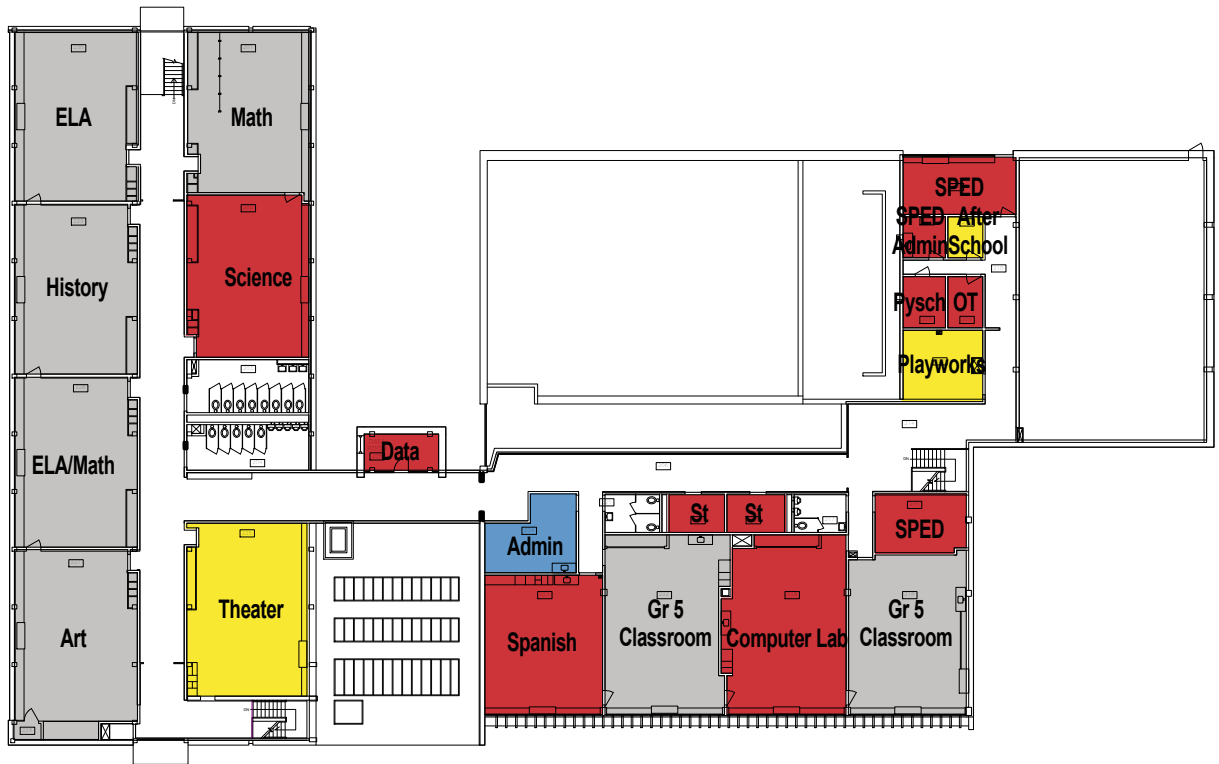 ELA
Math
SPED
SPED
Admin
After
School
History
Science
Pysch
OT
Playworks
ELA/Math
Data
St
St
SPED
Admin
Art
Theater
Spanish
Gr 5
Classroom
Computer Lab
Gr 5
Classroom